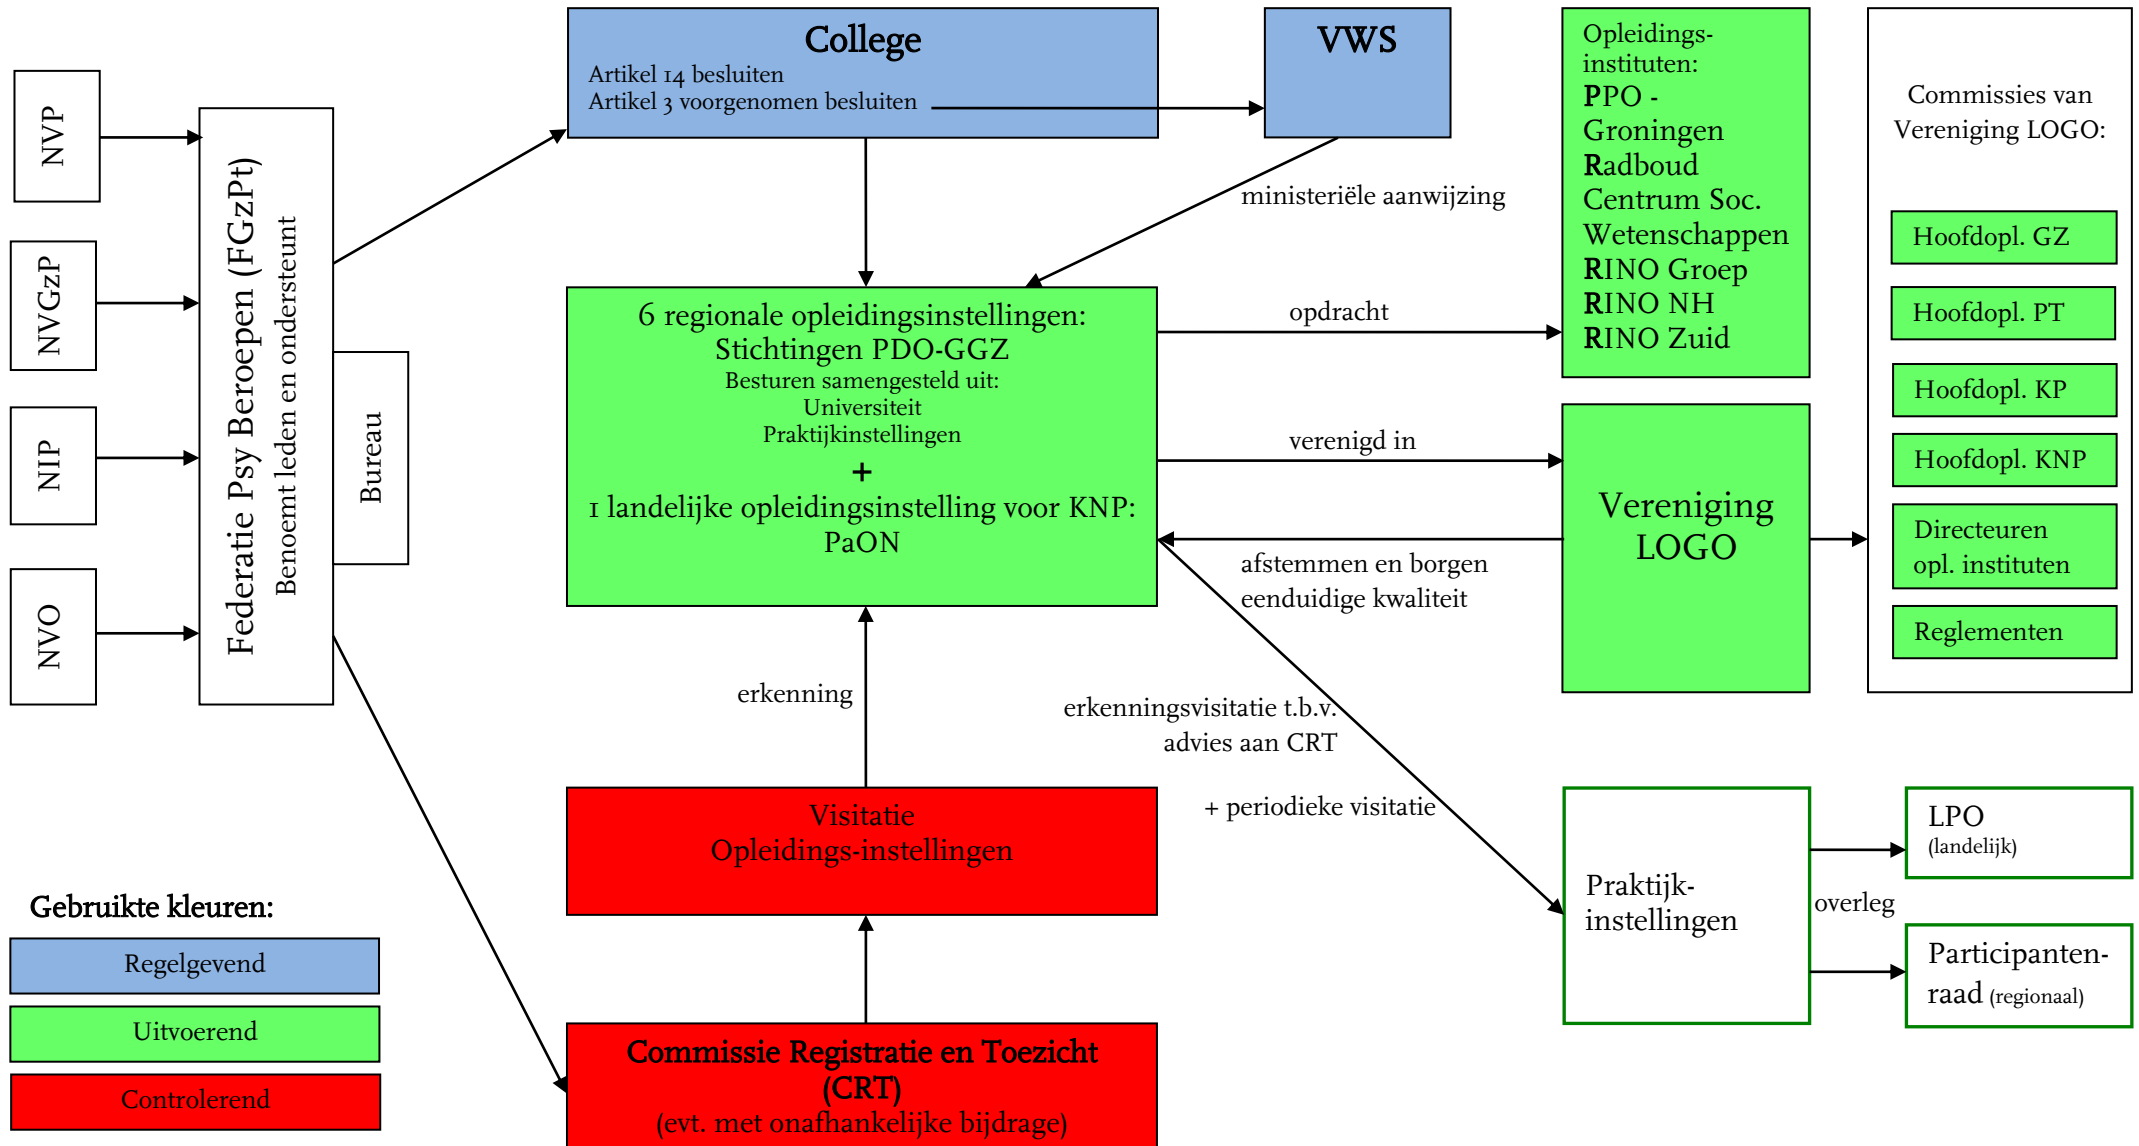 NVP
NVGzP
NIP
NVO
Federatie Psy Beroepen (FGzPt)
Benoemt leden en ondersteunt
Bureau
College
Artikel 14 besluiten
Artikel 3 voorgenomen besluiten
VWS
ministeriële aanwijzing
6 regionale opleidingsinstellingen:
Stichtingen PDO-GGZ
Besturen samengesteld uit:
Universiteit
Praktijkinstellingen
+
1 landelijke opleidingsinstelling voor KNP:
PaON
opdracht
verenigd in
afstemmen en borgen
eenduidige kwaliteit
Opleidings-
instituten:
PPO -
Groningen
Radboud
Centrum Soc.
Wetenschappen
RINO Groep
RINO NH
RINO Zuid
Vereniging
LOGO
Commissies van
Vereniging LOGO:
Hoofdopl. GZ
Hoofdopl. PT
Hoofdopl. KP
Hoofdopl. KNP
Directeuren
opl. instituten
Reglementen
erkenning
erkenningsvisitatie t.b.v.
advies aan CRT
+ periodieke visitatie
Visitatie
Opleidings-instellingen
Commissie Registratie en Toezicht
(CRT)
(evt. met onafhankelijke bijdrage)
Praktijk-
instellingen
overleg
LPO
(landelijk)
Participanten-
raad (regionaal)
Gebruikte kleuren:
Regelgevend
Uitvoerend
Controlerend